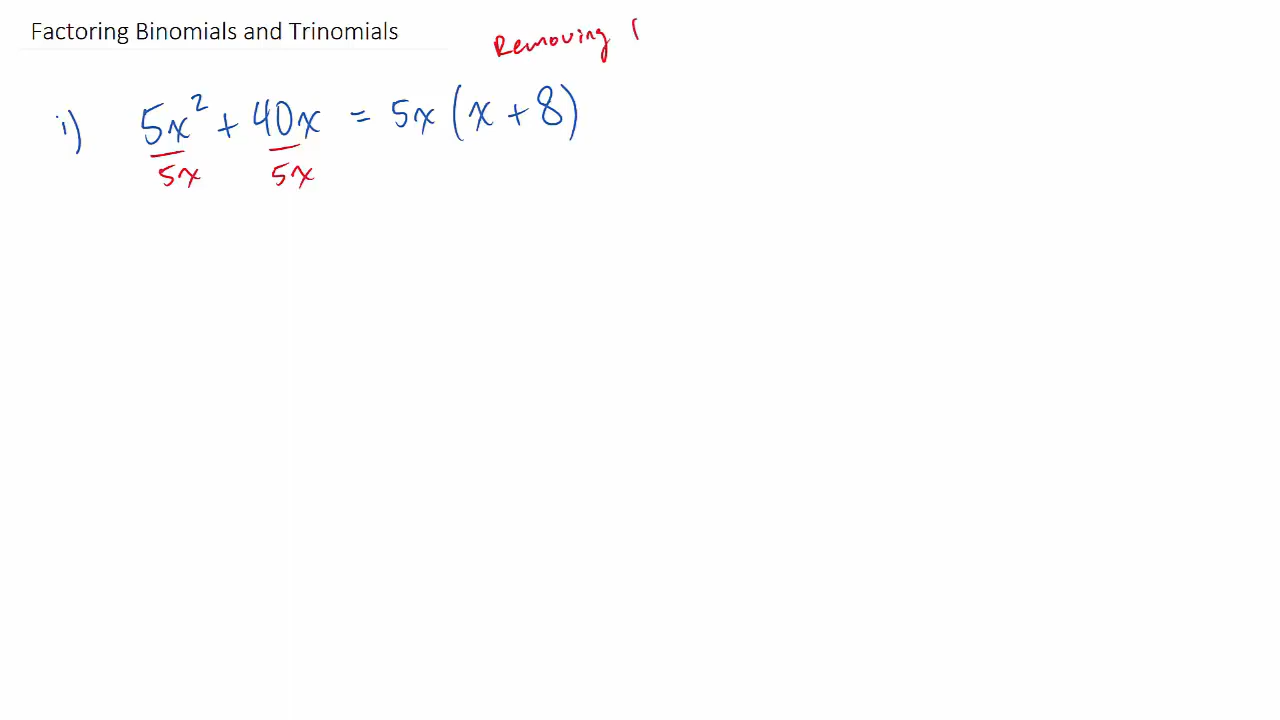 Factoring Binomials and Trinomials
Removing
i) 5x² + 40x = 5x (x + 8)
5x 5x